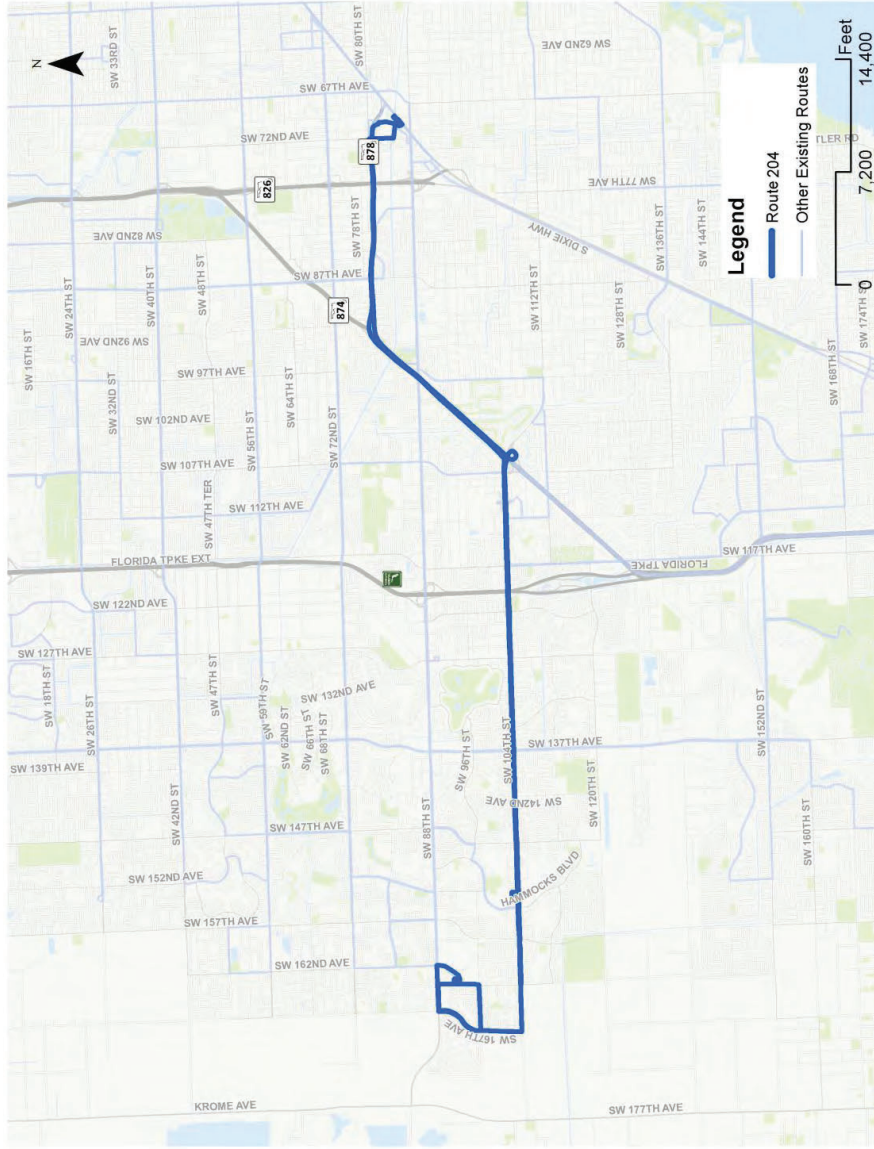 N
SW 16TH ST
SW 24TH ST
SW 33RD ST
SW 32ND ST
SW 40TH ST
SW 48TH ST
SW 82ND AVE
SW 92ND AVE
SW 97TH AVE
SW 102ND AVE
SW 107TH AVE
SW 47TH TER
SW 112TH AVE
SW 56TH ST
SW 64TH ST
SW 72ND ST
826
874
878
SW 87TH AVE
SW 78TH ST
SW 72ND AVE
SW 67TH AVE
SW 80TH ST
SW 62ND AVE
FLORIDA TPKE EXT
SW 122ND AVE
SW 127TH AVE
SW 18TH ST
SW 26TH ST
SW 47TH ST
SW 132ND AVE
SW 59TH ST
SW 62ND ST
SW 66TH ST
SW 68TH ST
SW 139TH AVE
SW 42ND ST
SW 147TH AVE
SW 152ND AVE
SW 157TH AVE
SW 162ND AVE
SW 88TH ST
SW 96TH ST
SW 104TH ST
SW 137TH AVE
SW 142ND AVE
SW 120TH ST
HAMMOCKS BLVD
SW 167TH AVE
KROME AVE
SW 177TH AVE
SW 160TH ST
SW 152ND ST
FLORIDA TPKE
SW 117TH AVE
SW 112TH ST
SW 128TH ST
S DIXIE HWY
SW 77TH AVE
SW 136TH ST
SW 144TH ST
SW 168TH ST
SW 174TH S
TLER RD
Legend
Route 204
Other Existing Routes
Feet
0 7,200 14,400